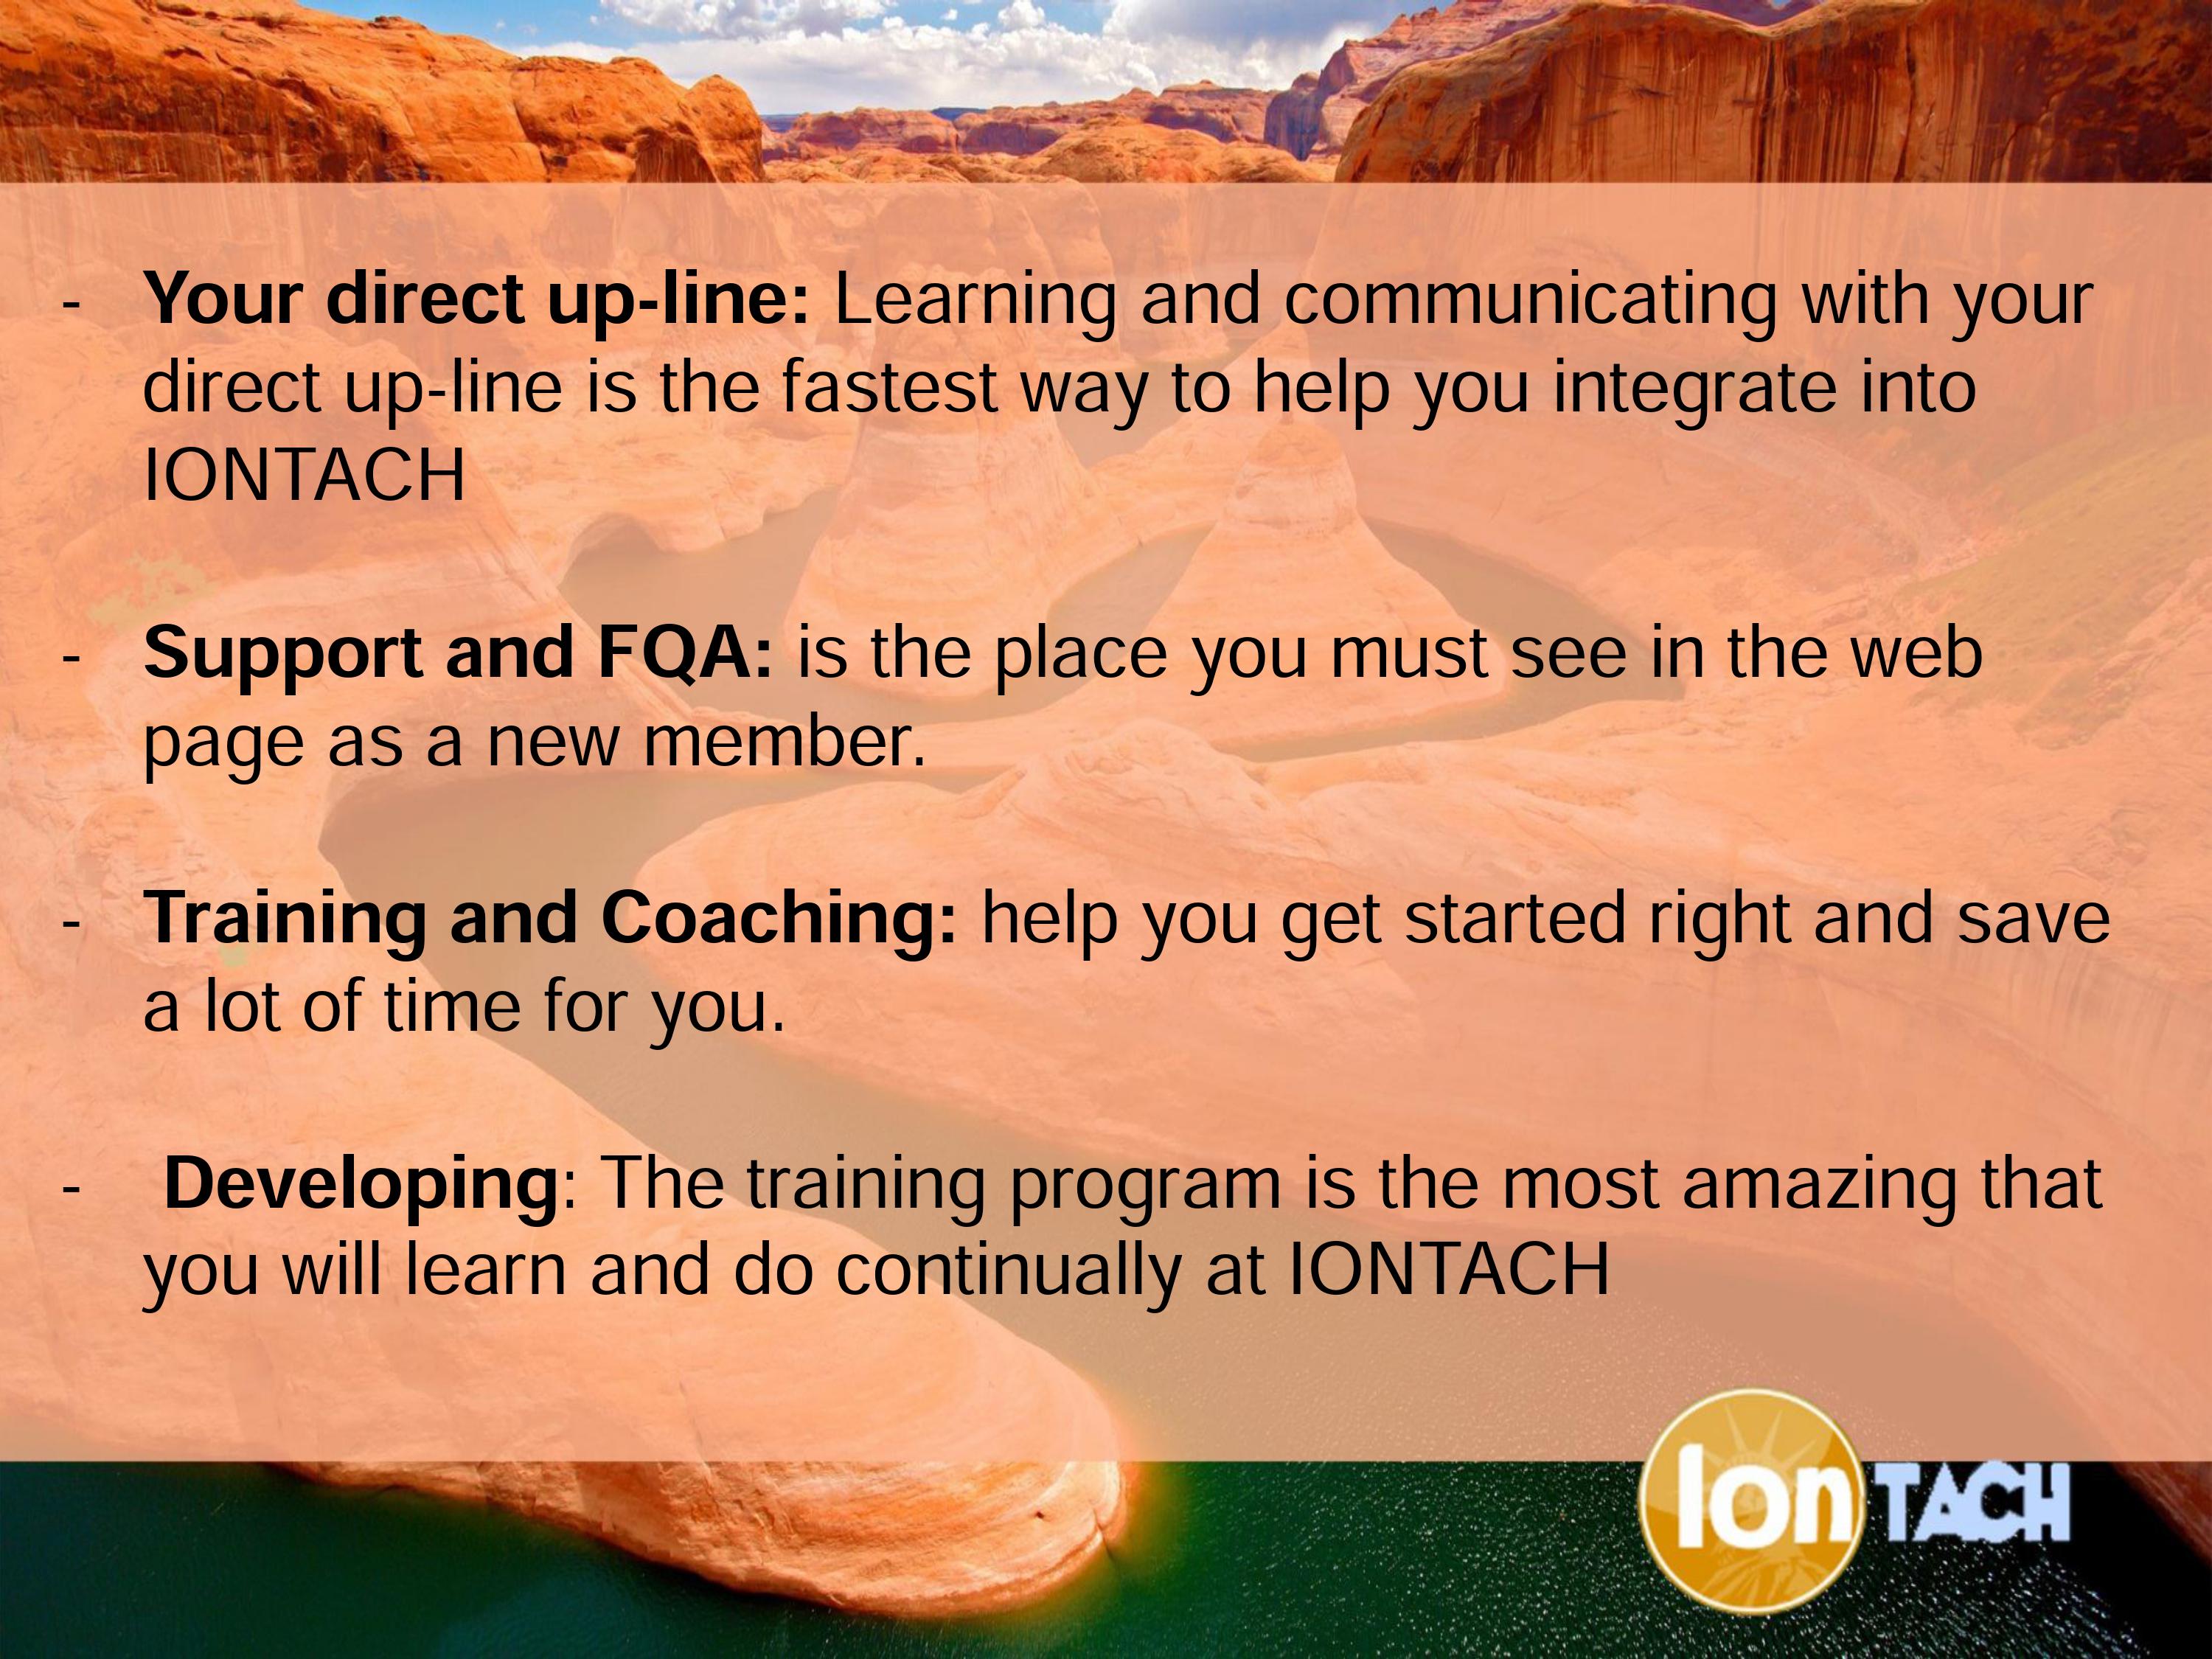 - Your direct up-line: Learning and communicating with your
direct up-line is the fastest way to help you integrate into
IONTACH
- Support and FQA: is the place you must see in the web
page as a new member.
- Training and Coaching: help you get started right and save
a lot of time for you.
- Developing: The training program is the most amazing that
you will learn and do continually at IONTACH
Ion TACH